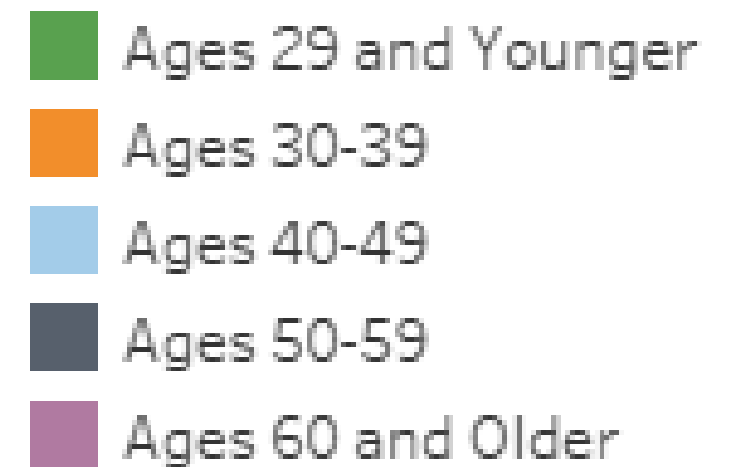 Ages 29 and Younger
Ages 30-39
Ages 40-49
Ages 50-59
Ages 60 and Older